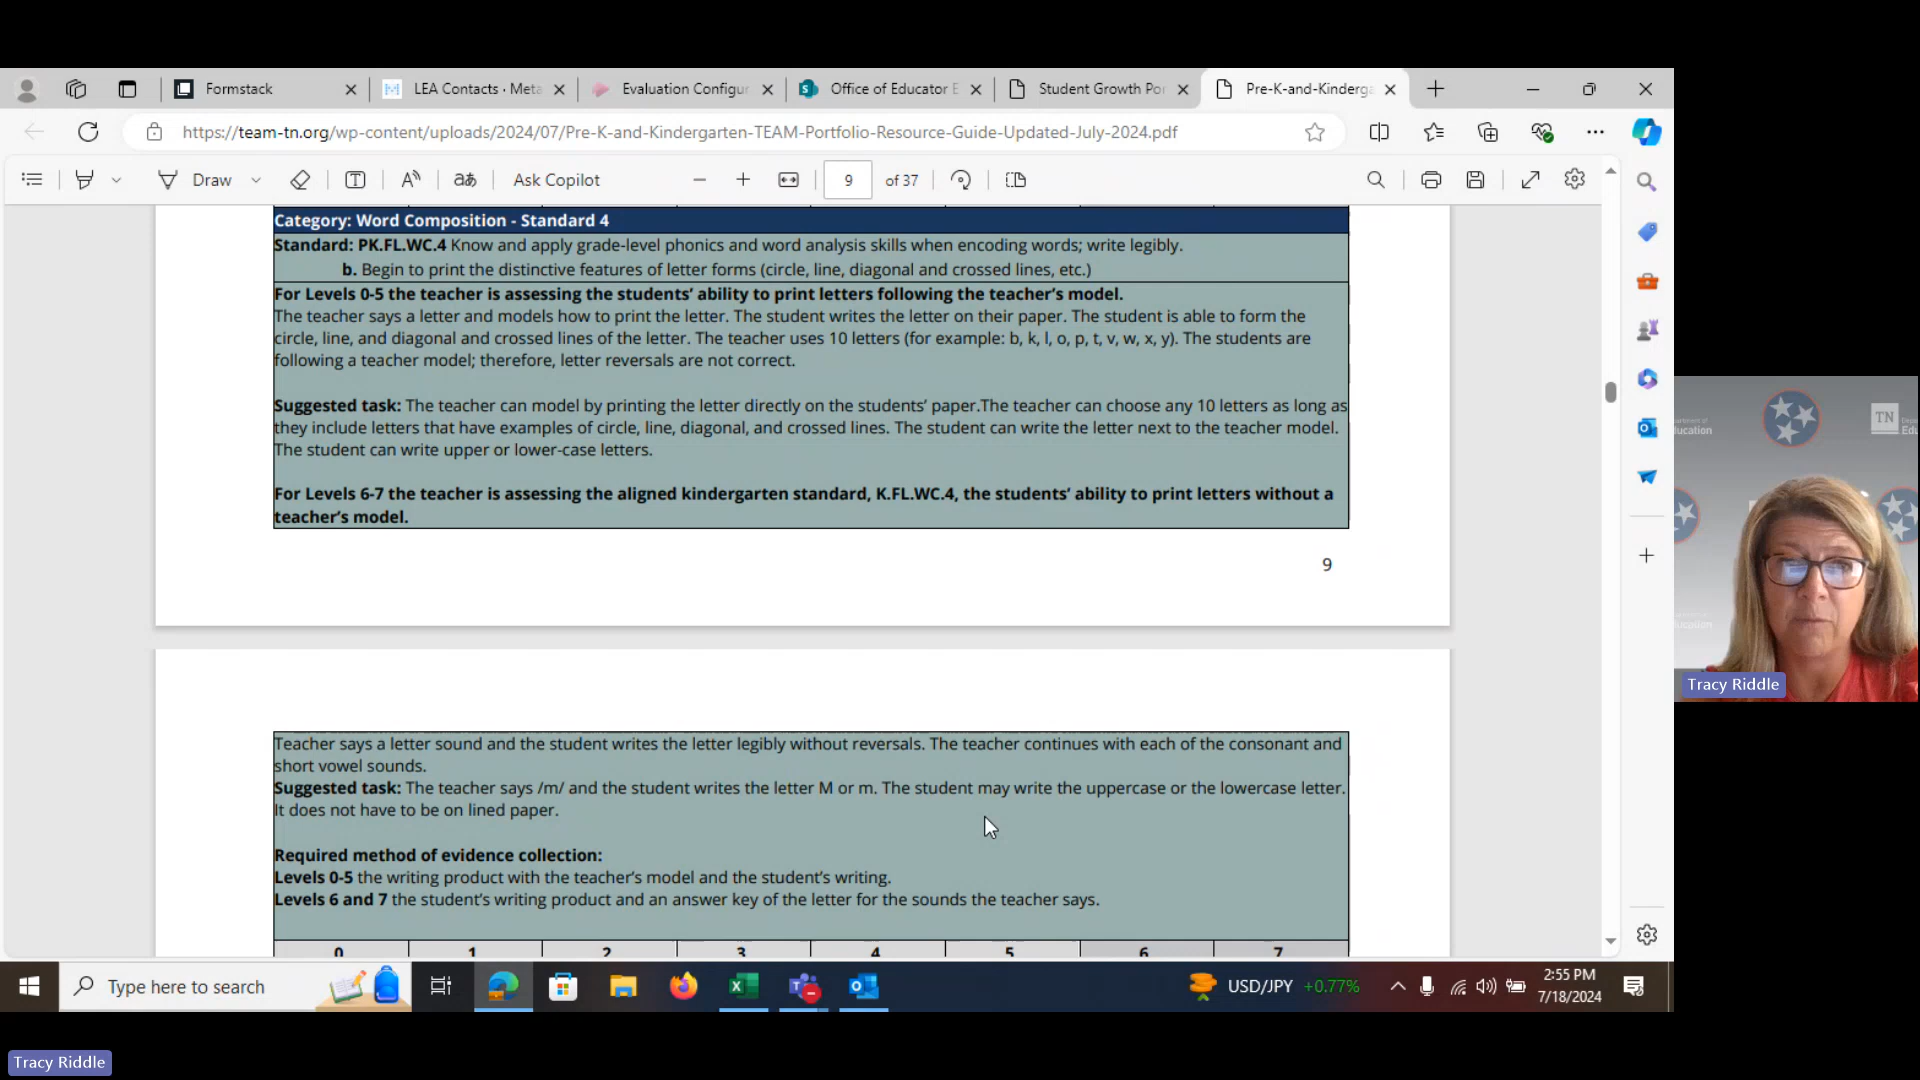 Formstack
LEA Contacts · Meta
Evaluation Configur
Office of Educator E
Student Growth Por
Pre-K-and-Kinderga
https://team-tn.org/wp-content/uploads/2024/07/Pre-K-and-Kindergarten-TEAM-Portfolio-Resource-Guide-Updated-July-2024.pdf
Draw
Ask Copilot
9 of 37
Category: Word Composition - Standard 4
Standard: PK.FL.WC.4 Know and apply grade-level phonics and word analysis skills when encoding words; write legibly.
b. Begin to print the distinctive features of letter forms (circle, line, diagonal and crossed lines, etc.)
For Levels 0-5 the teacher is assessing the students’ ability to print letters following the teacher’s model.
The teacher says a letter and models how to print the letter. The student writes the letter on their paper. The student is able to form the
circle, line, and diagonal and crossed lines of the letter. The teacher uses 10 letters (for example: b, k, l, o, p, t, v, w, x, y). The students are
following a teacher model; therefore, letter reversals are not correct.
Suggested task: The teacher can model by printing the letter directly on the students’ paper.The teacher can choose any 10 letters as long as
they include letters that have examples of circle, line, diagonal, and crossed lines. The student can write the letter next to the teacher model.
The student can write upper or lower-case letters.
For Levels 6-7 the teacher is assessing the aligned kindergarten standard, K.FL.WC.4, the students’ ability to print letters without a
teacher’s model.
9
Teacher says a letter sound and the student writes the letter legibly without reversals. The teacher continues with each of the consonant and
short vowel sounds.
Suggested task: The teacher says /m/ and the student writes the letter M or m. The student may write the uppercase or the lowercase letter.
It does not have to be on lined paper.
Required method of evidence collection:
Levels 0-5 the writing product with the teacher’s model and the student’s writing.
Levels 6 and 7 the student’s writing product and an answer key of the letter for the sounds the teacher says.
0 1 2 3 4 5 6 7
TN
ucation
Edu
Tracy Riddle
Type here to search
USD/JPY +0.77%
2:55 PM
7/18/2024
Tracy Riddle